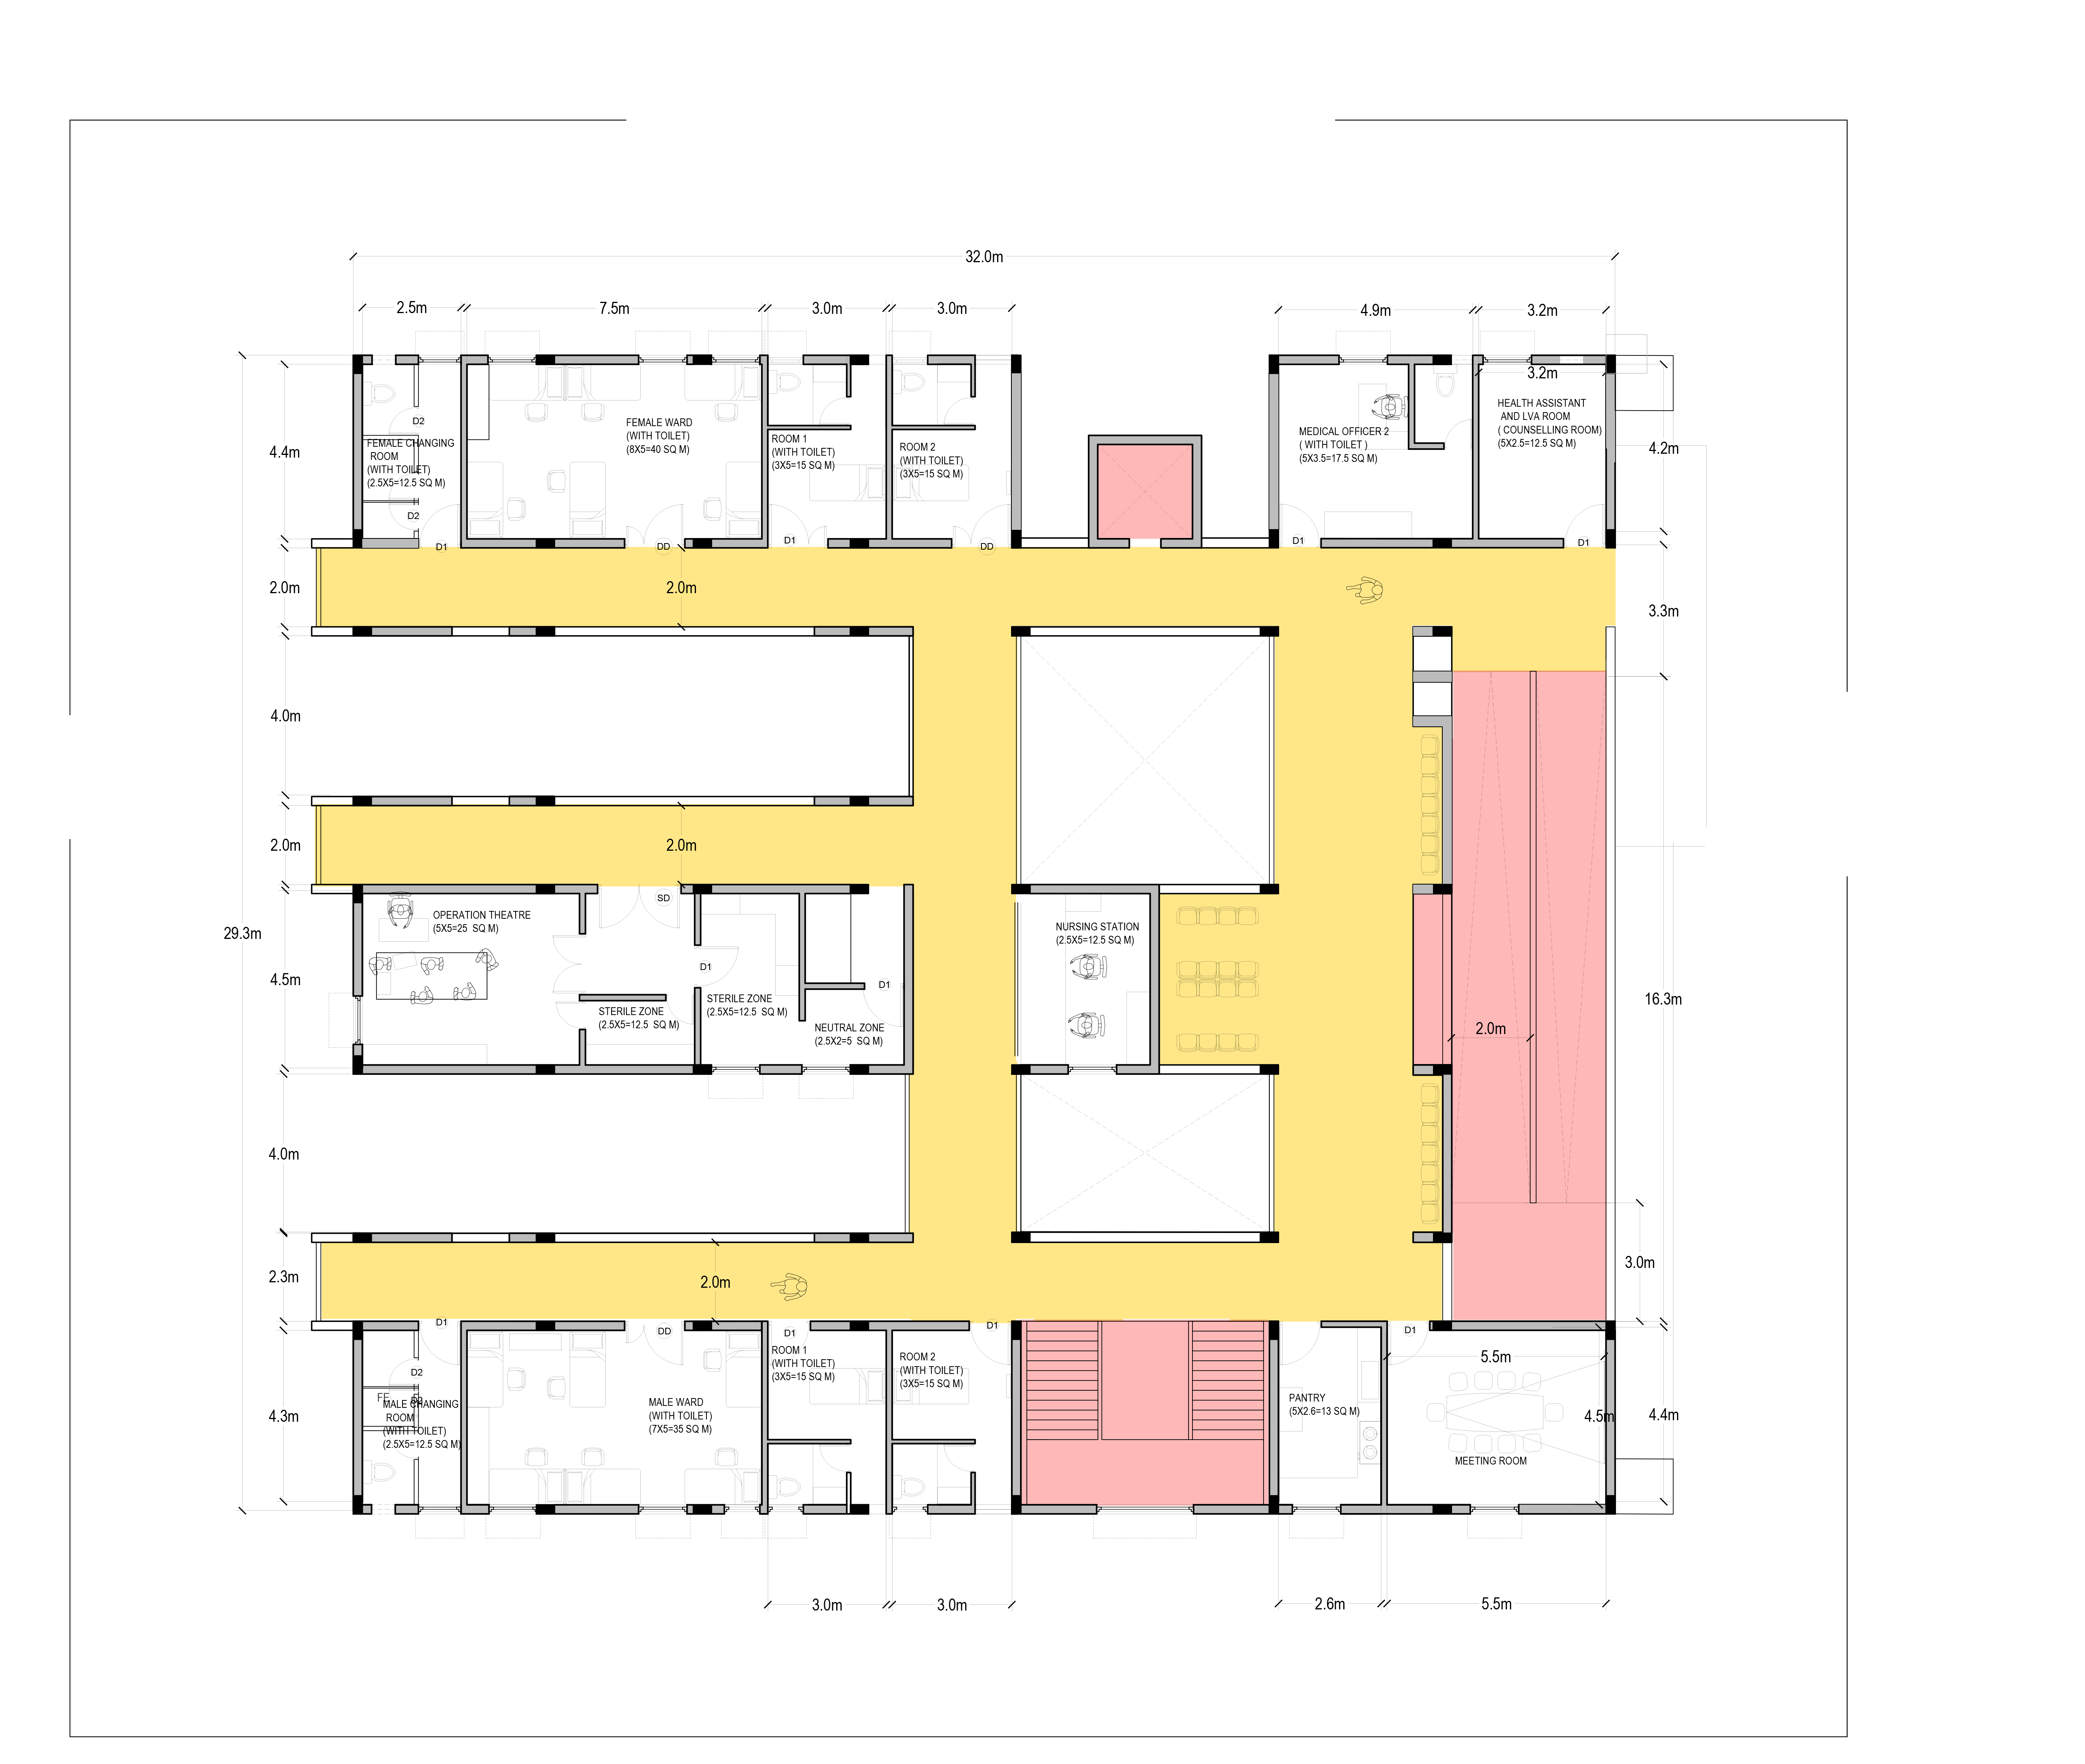 32.0m
2.5m
7.5m
3.0m
3.0m
4.9m
3.2m
3.2m
4.4m
D2
FEMALE CHANGING
ROOM
(WITH TOILET)
(2.5X5=12.5 SQ M)
D2
D1
FEMALE WARD
(WITH TOILET)
(8X5=40 SQ M)
DD
ROOM 1
(WITH TOILET)
(3X5=15 SQ M)
D1
ROOM 2
(WITH TOILET)
(3X5=15 SQ M)
DD
MEDICAL OFFICER 2
( WITH TOILET )
(5X3.5=17.5 SQ M)
D1
HEALTH ASSISTANT
AND LVA ROOM
( COUNSELLING ROOM)
(5X2.5=12.5 SQ M)
D1
4.2m
2.0m
2.0m
3.3m
4.0m
2.0m
2.0m
29.3m
4.5m
OPERATION THEATRE
(5X5=25 SQ M)
SD
D1
STERILE ZONE
(2.5X5=12.5 SQ M)
STERILE ZONE
(2.5X5=12.5 SQ M)
D1
NEUTRAL ZONE
(2.5X2=5 SQ M)
NURSING STATION
(2.5X5=12.5 SQ M)
2.0m
16.3m
4.0m
2.3m
2.0m
3.0m
D1
D2
FE
D2
MALE CHANGING
ROOM
(WITH TOILET)
(2.5X5=12.5 SQ M)
4.3m
DD
MALE WARD
(WITH TOILET)
(7X5=35 SQ M)
D1
ROOM 1
(WITH TOILET)
(3X5=15 SQ M)
D1
ROOM 2
(WITH TOILET)
(3X5=15 SQ M)
PANTRY
(5X2.6=13 SQ M)
D1
5.5m
4.5m
4.4m
MEETING ROOM
3.0m
3.0m
2.6m
5.5m